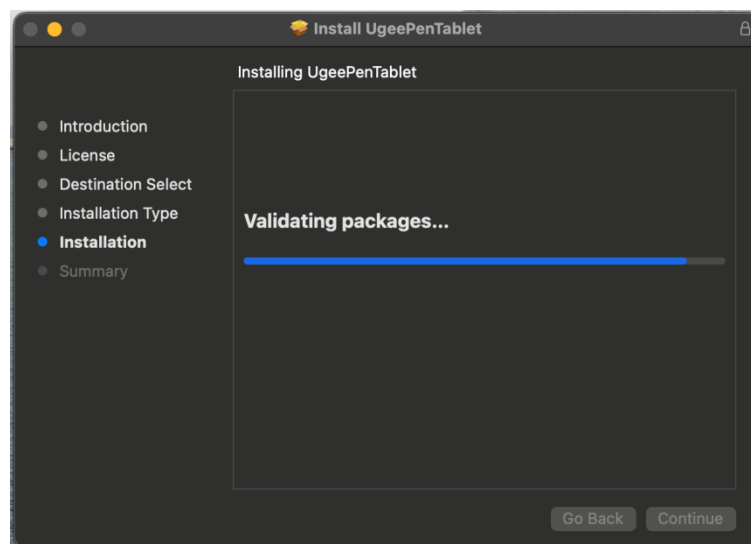 Install UgeePenTablet
Installing UgeePenTablet
Introduction
License
Destination Select
Installation Type
Installation
Summary
Validating packages...
Go Back
Continue